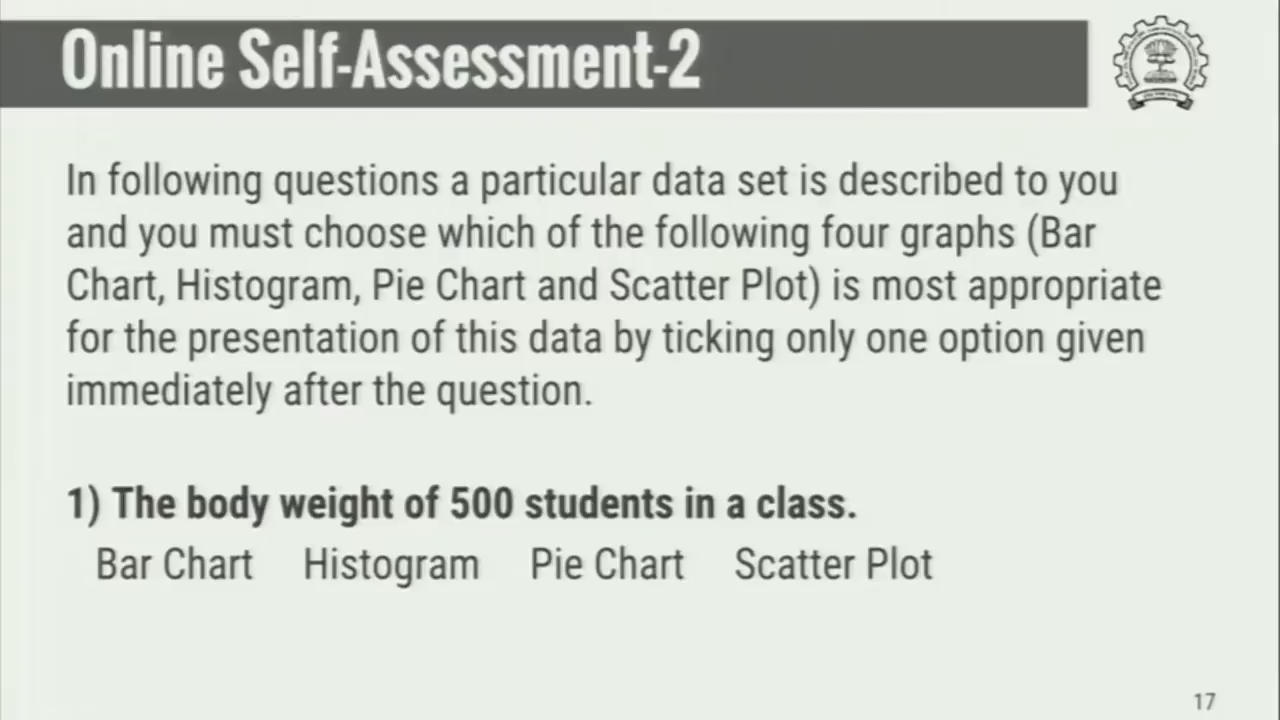 Online Self-Assessment-2
In following questions a particular data set is described to you
and you must choose which of the following four graphs (Bar
Chart, Histogram, Pie Chart and Scatter Plot) is most appropriate
for the presentation of this data by ticking only one option given
immediately after the question.
1) The body weight of 500 students in a class.
Bar Chart Histogram Pie Chart Scatter Plot
17